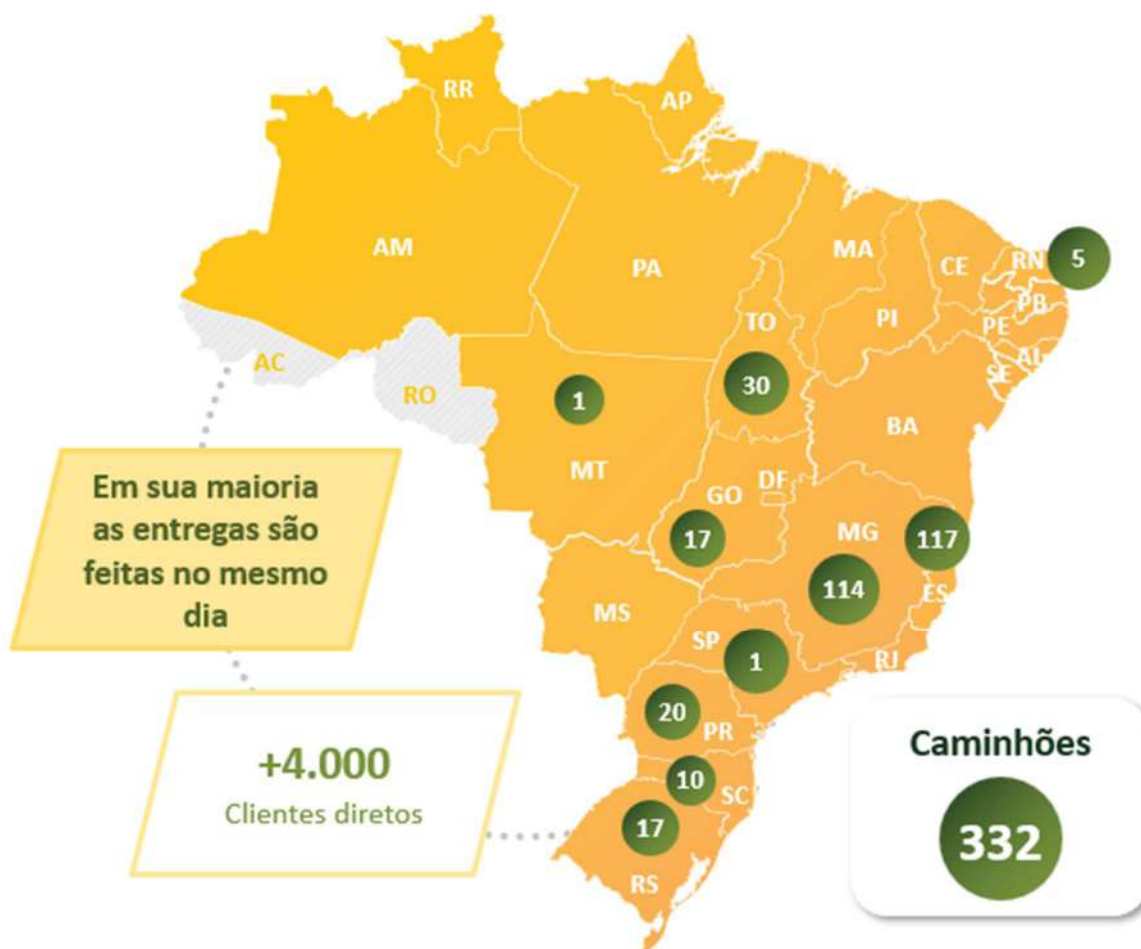 RR
AP
AM
PA
MA
CE
RN
5
PB
PI
PE
AL
SE
TO
30
AC
RO
1
MT
BA
GO
DF
17
MG
117
114
ES
MS
SP
1
RJ
20
PR
10
SC
17
RS
Em sua maioria
as entregas são
feitas no mesmo
dia
+4.000
Clientes diretos
Caminhões
332